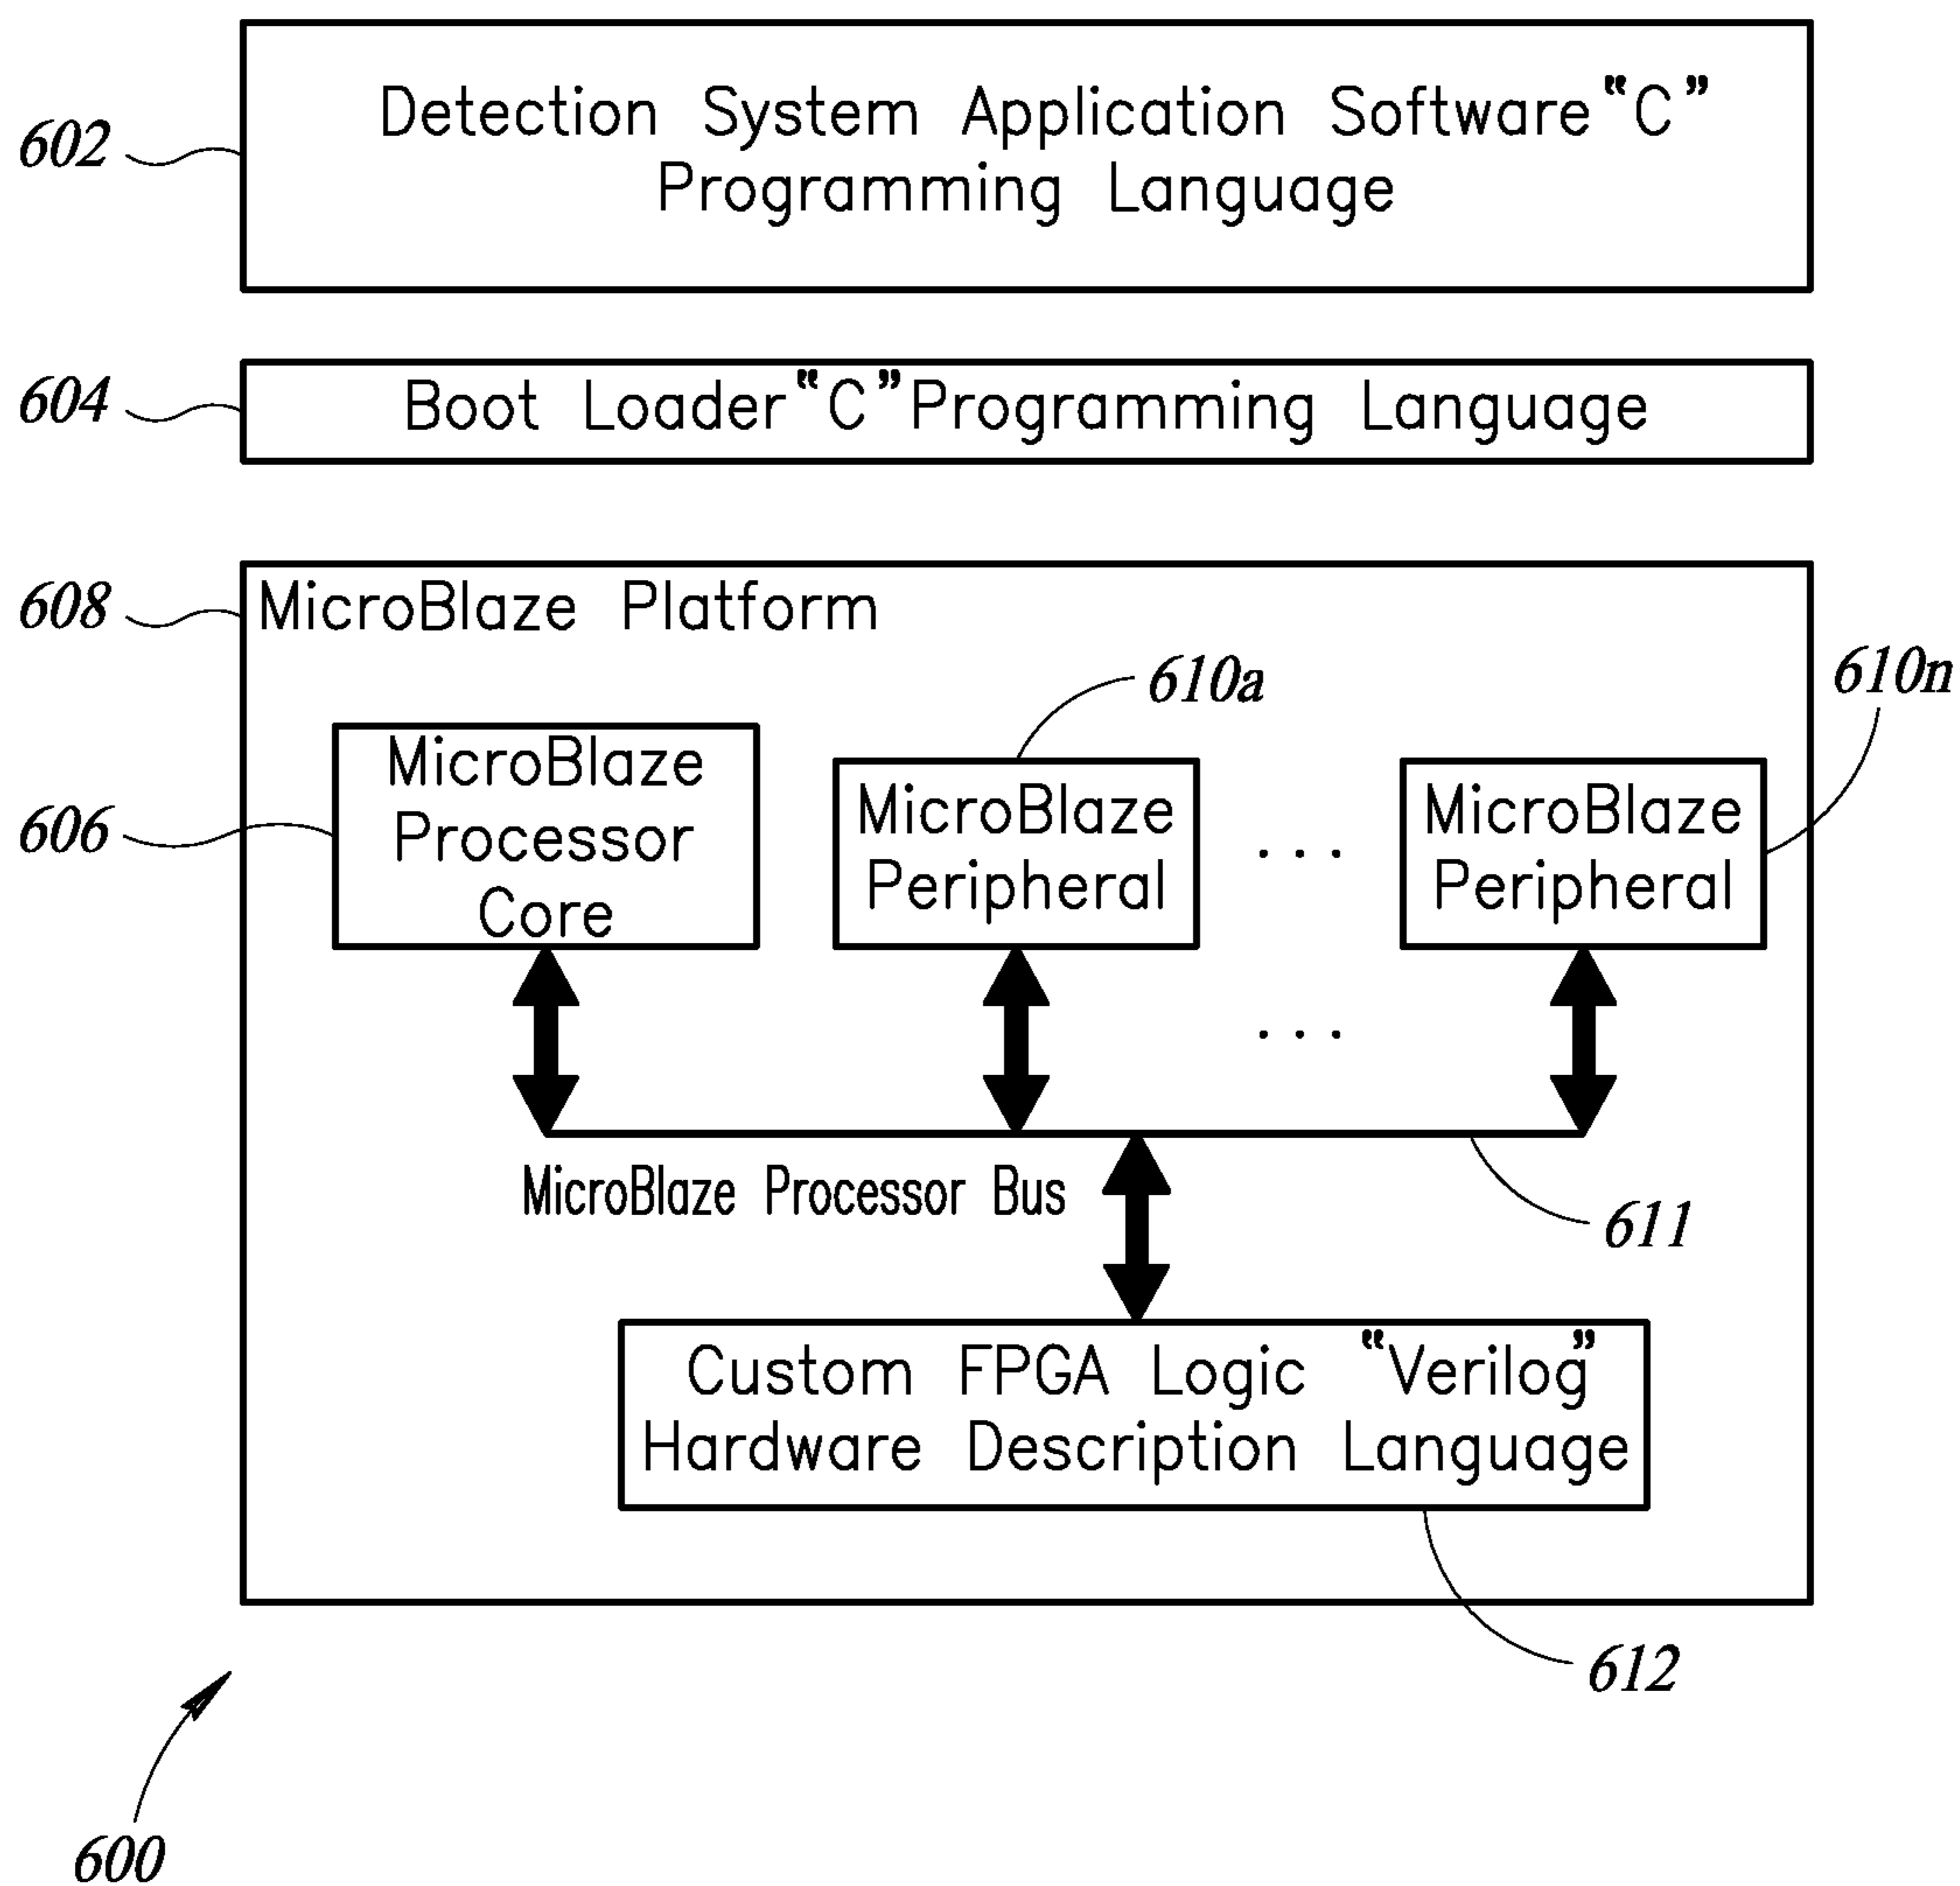 Detection System Application Software “C”
Programming Language
602
Boot Loader “C” Programming Language
604
608
MicroBlaze Platform
610a
610n
MicroBlaze
Processor
Core
606
MicroBlaze
Peripheral
...
MicroBlaze
Peripheral
...
MicroBlaze Processor Bus
611
Custom FPGA Logic “Verilog”
Hardware Description Language
612
600